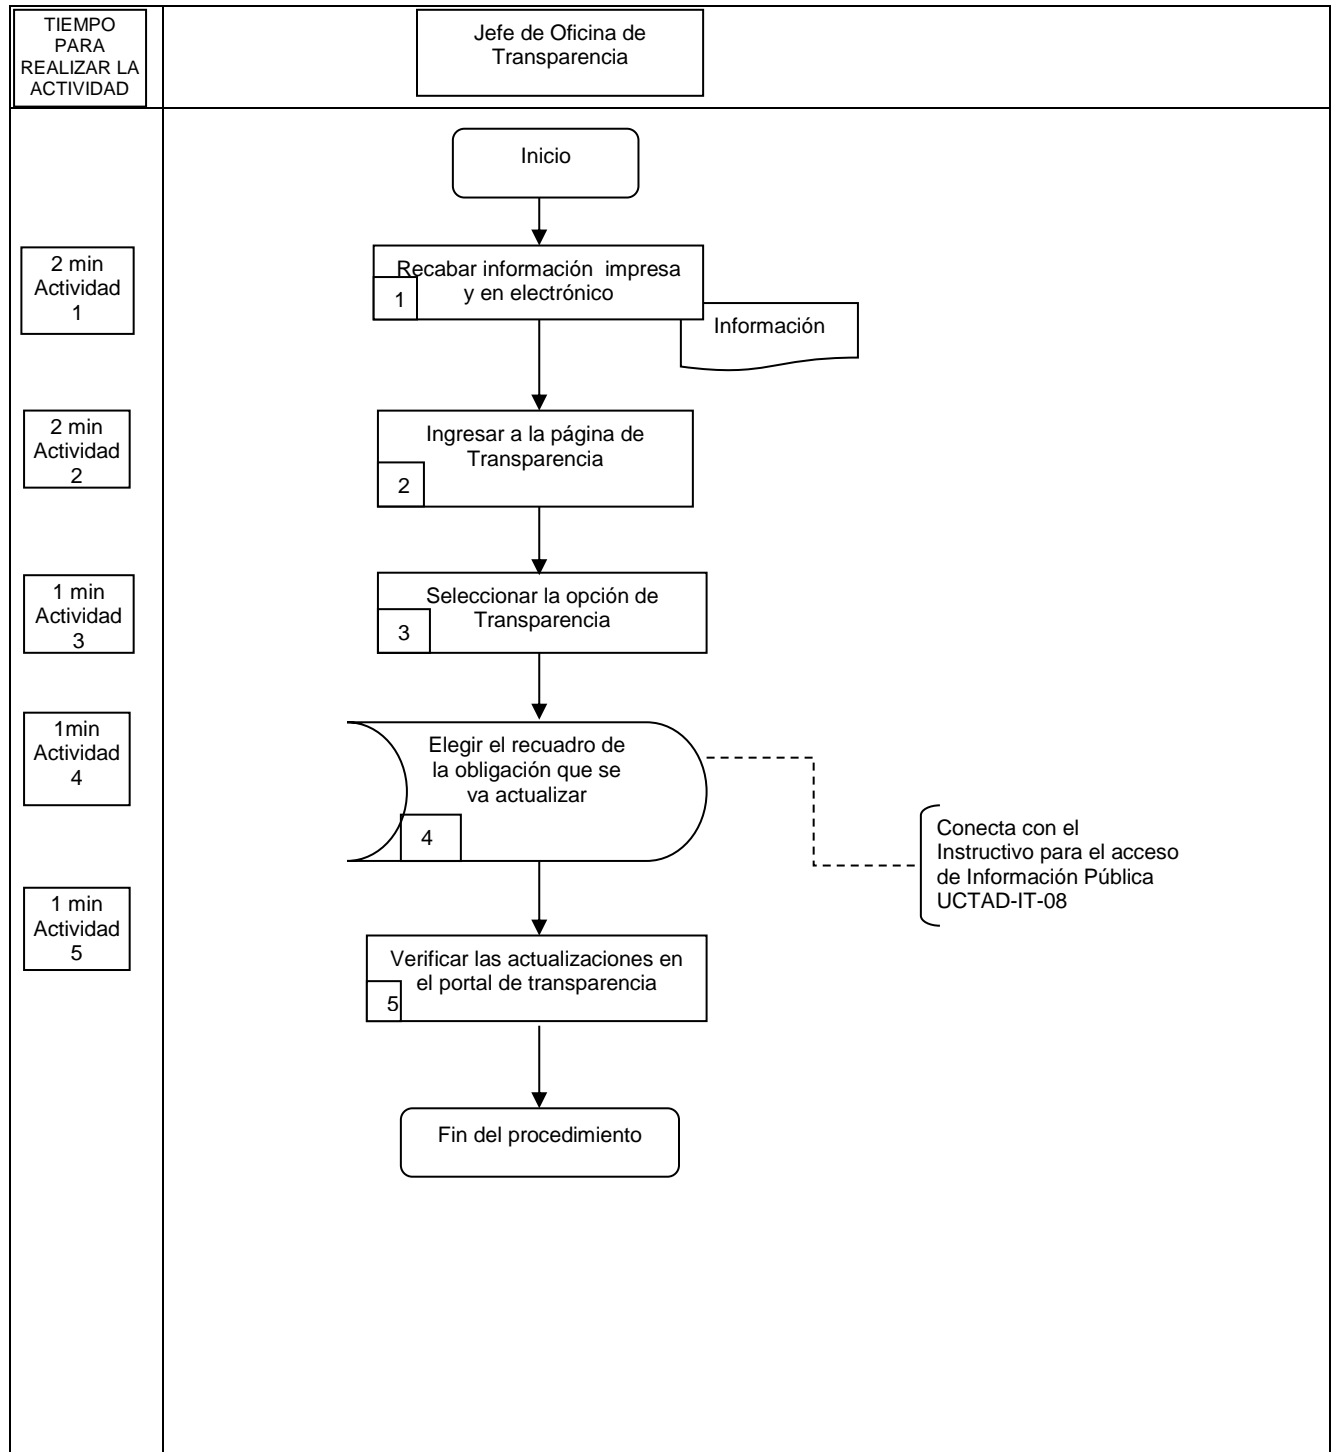 TIEMPO
PARA
REALIZAR LA
ACTIVIDAD
Jefe de Oficina de
Transparencia
Inicio
2 min
Actividad
1
Recabar información impresa
y en electrónico
1
Información
2 min
Actividad
2
Ingresar a la página de
Transparencia
2
1 min
Actividad
3
Seleccionar la opción de
Transparencia
3
1min
Actividad
4
Elegir el recuadro de
la obligación que se
va actualizar
4
Conecta con el
Instructivo para el acceso
de Información Pública
UCTAD-IT-08
1 min
Actividad
5
Verificar las actualizaciones en
el portal de transparencia
5
Fin del procedimiento